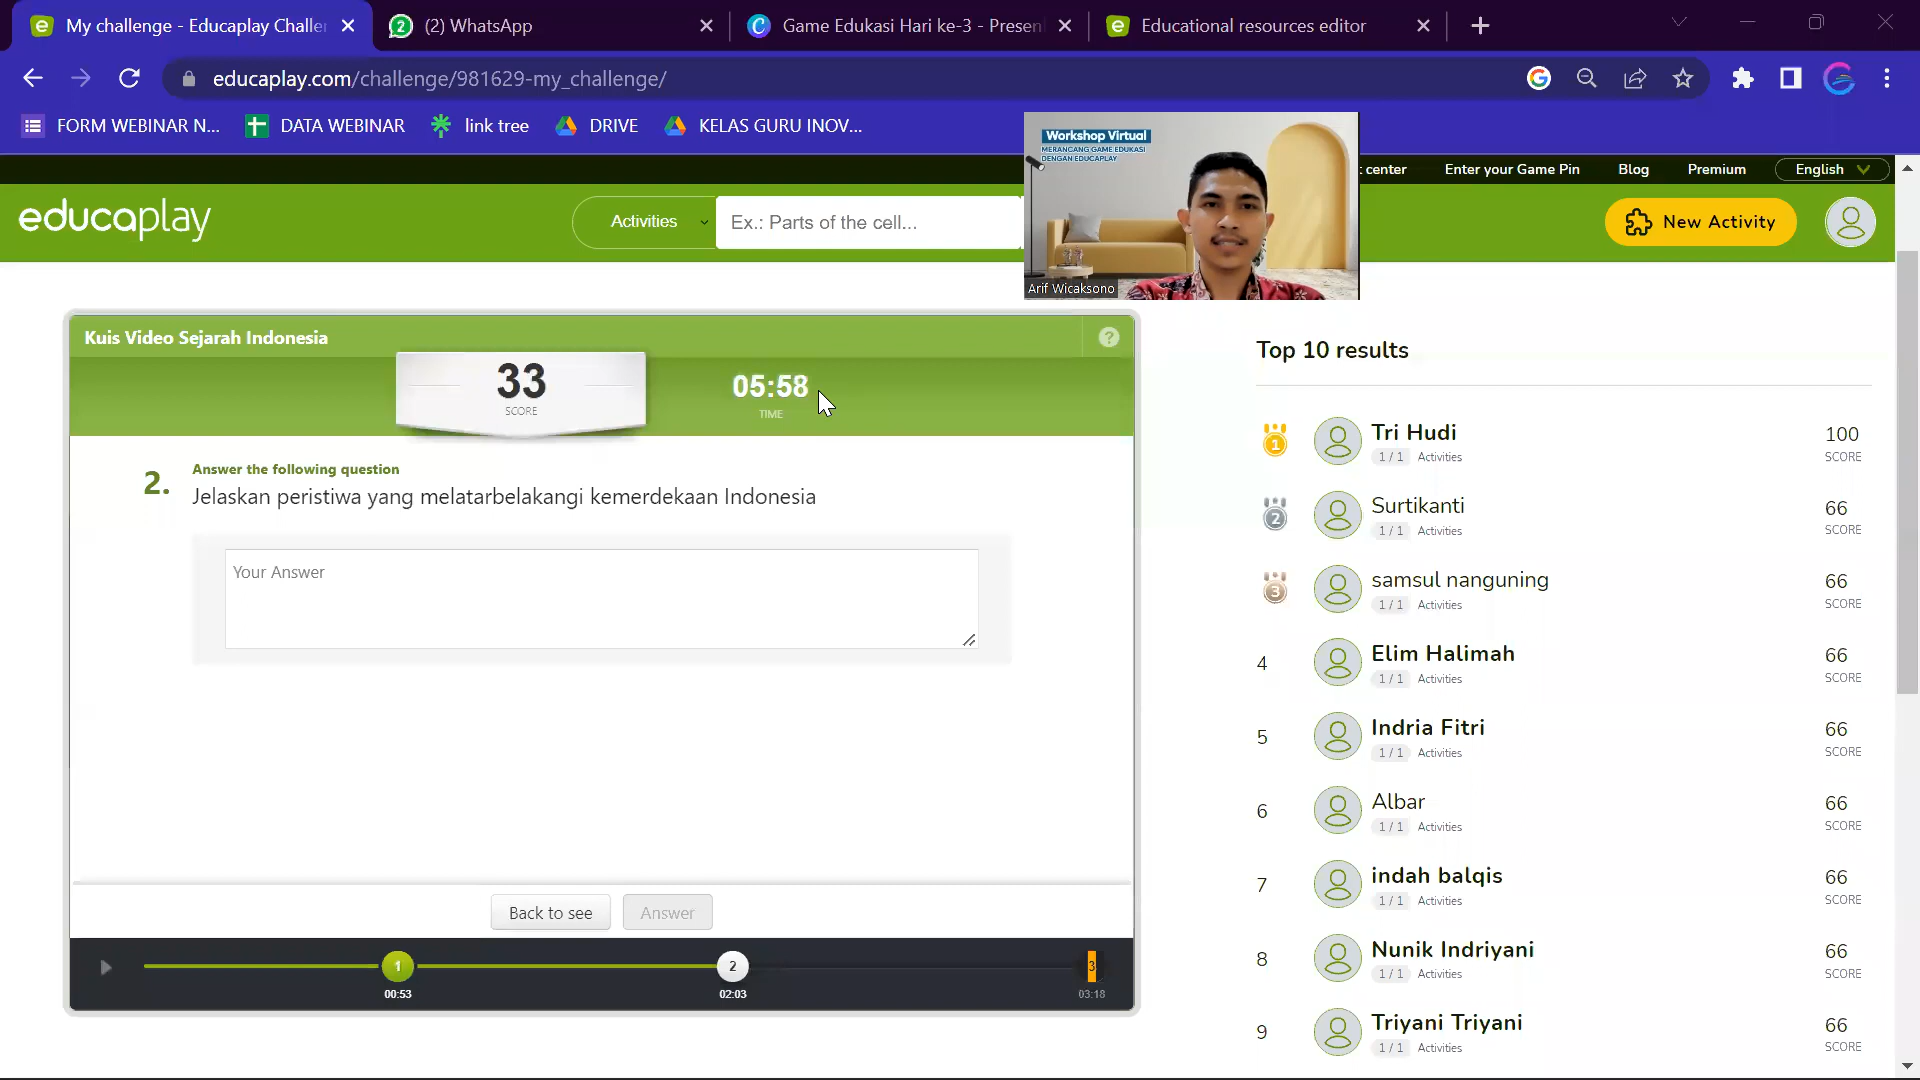 My challenge - Educaplay Challe
(2) WhatsApp
Game Edukasi Hari ke-3 - Presen
Educational resources editor
educaplay.com/challenge/981629-my_challenge/
FORM WEBINAR N...
DATA WEBINAR
link tree
DRIVE
KELAS GURU INOV...
Workshop Virtual
MERANCANG GAME EDUKASI
DENGAN EDUCAPLAY
Arif Wicaksono
t center
Enter your Game Pin
Blog
Premium
English
educaplay
Activities
Ex.: Parts of the cell...
New Activity
Kuis Video Sejarah Indonesia
?
33
SCORE
05:58
TIME
2.
Answer the following question
Jelaskan peristiwa yang melatarbelakangi kemerdekaan Indonesia
Your Answer
Back to see
Answer
1
00:53
2
02:03
3
03:18
Top 10 results
1
Tri Hudi
1 / 1 Activities
100
SCORE
2
Surtikanti
1 / 1 Activities
66
SCORE
3
samsul nanguning
1 / 1 Activities
66
SCORE
4
Elim Halimah
1 / 1 Activities
66
SCORE
5
Indria Fitri
1 / 1 Activities
66
SCORE
6
Albar
1 / 1 Activities
66
SCORE
7
indah balqis
1 / 1 Activities
66
SCORE
8
Nunik Indriyani
1 / 1 Activities
66
SCORE
9
Triyani Triyani
1 / 1 Activities
66
SCORE